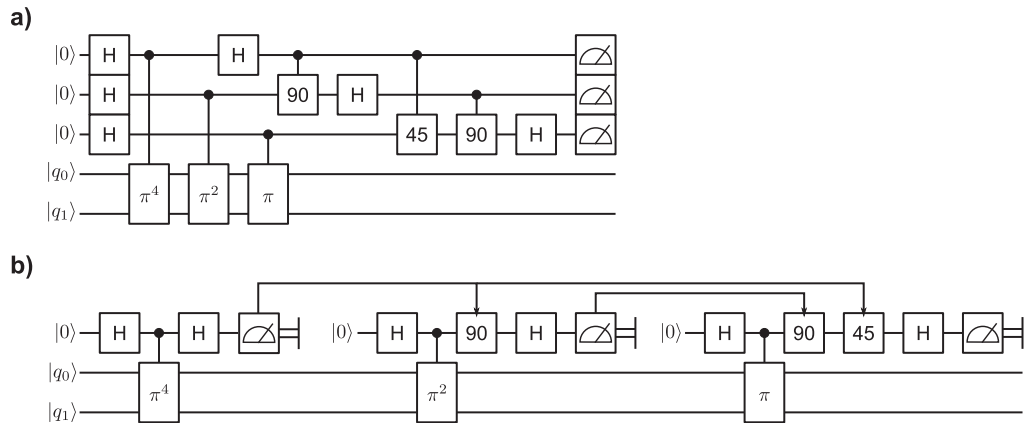 a)
|0⟩ H H
|0⟩ H 90 H
|0⟩ H 45 90 H
|q₀⟩
π⁴ π² π
|q₁⟩
b)
|0⟩ H H |0⟩ H 90 H |0⟩ H 90 45 H
|q₀⟩
π⁴ π² π
|q₁⟩